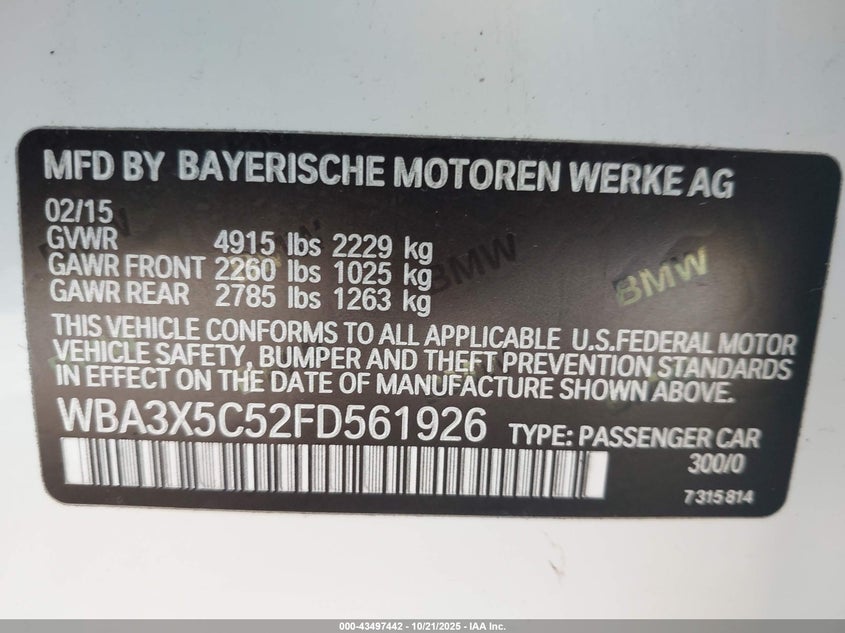 MFD BY BAYERISCHE MOTOREN WERKE AG
02/15
GVWR 4915 lbs 2229 kg
GAWR FRONT 2260 lbs 1025 kg
GAWR REAR 2785 lbs 1263 kg
BMW
BMW
THIS VEHICLE CONFORMS TO ALL APPLICABLE U.S.FEDERAL MOTOR
VEHICLE SAFETY, BUMPER AND THEFT PREVENTION STANDARDS
IN EFFECT ON THE DATE OF MANUFACTURE SHOWN ABOVE.
WBA3X5C52FD561926 TYPE: PASSENGER CAR
300/0
7 315 814
000-43497442 - 10/21/2025 - IAA Inc.